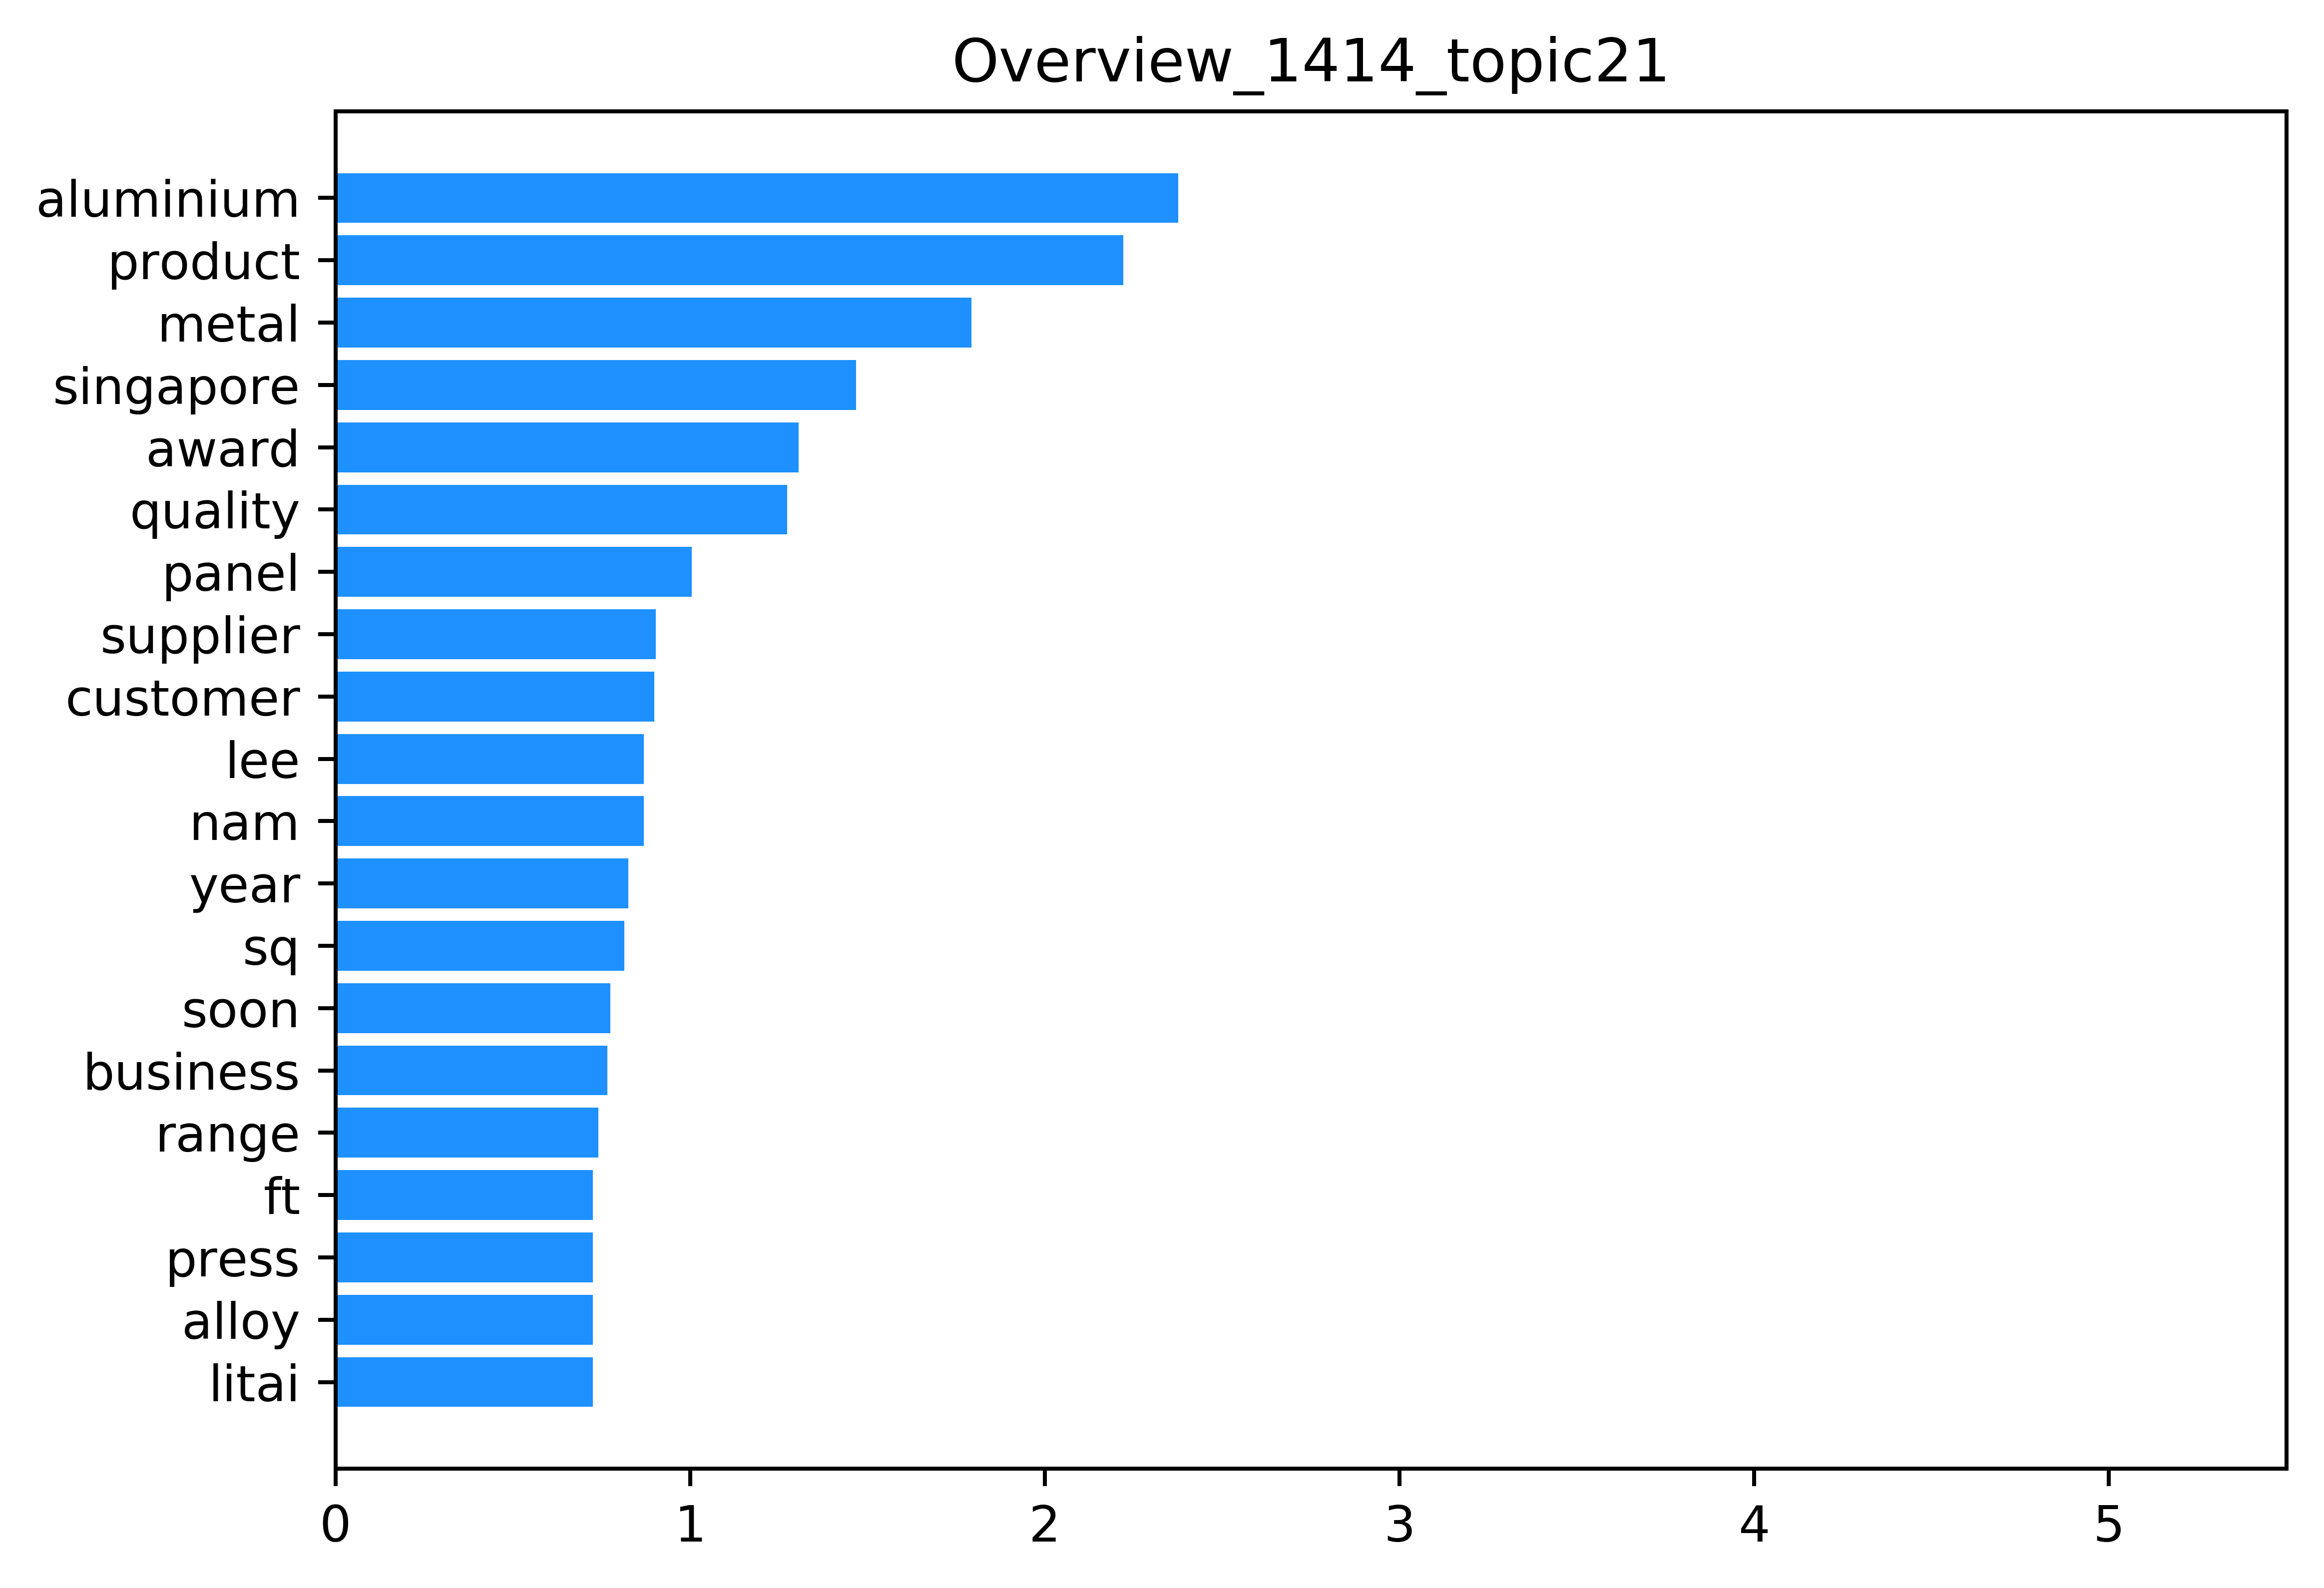 Overview_1414_topic21
aluminium
product
metal
singapore
award
quality
panel
supplier
customer
lee
nam
year
sq
soon
business
range
ft
press
alloy
litai
0 1 2 3 4 5